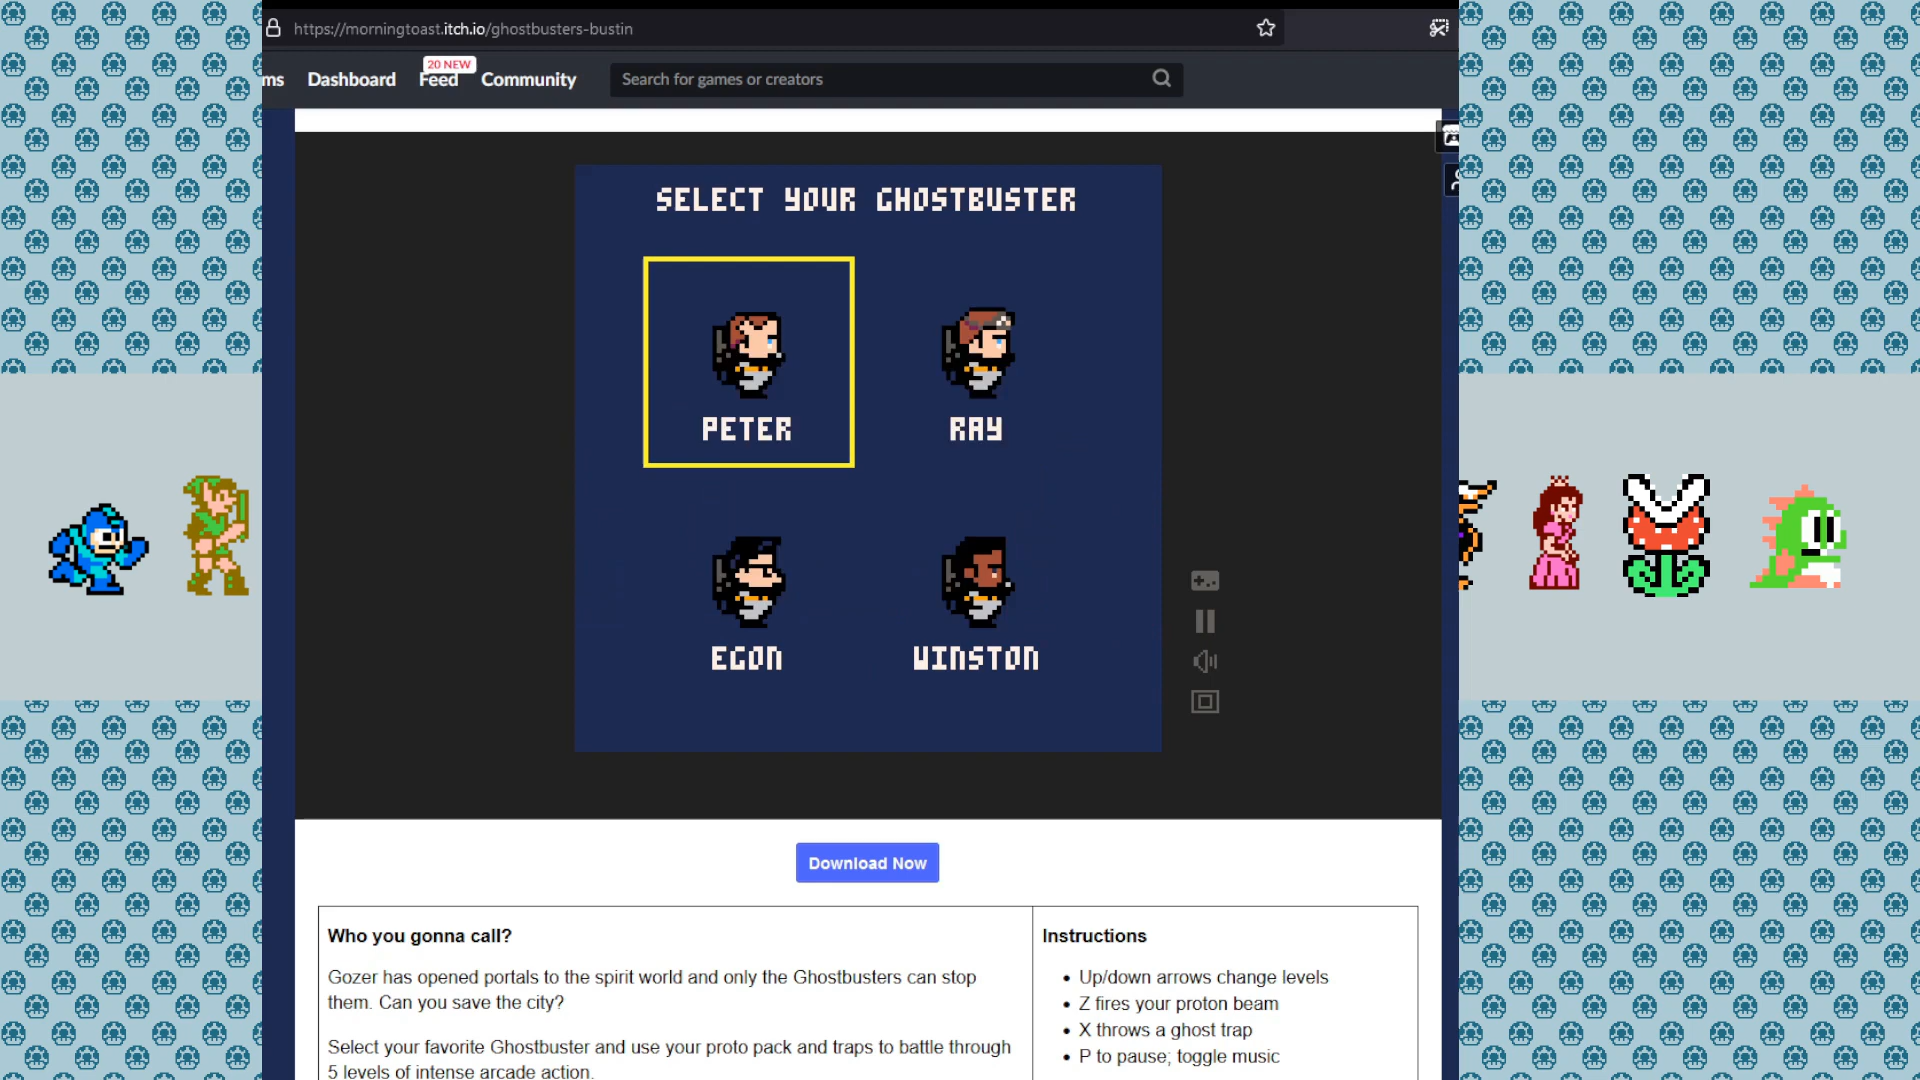 https://morningtoast.itch.io/ghostbusters-bustin
ms Dashboard Feed 20 NEW Community Search for games or creators
SELECT YOUR GHOSTBUSTER
PETER RAY
EGON WINSTON
Download Now
Who you gonna call?
Gozer has opened portals to the spirit world and only the Ghostbusters can stop
them. Can you save the city?
Select your favorite Ghostbuster and use your proto pack and traps to battle through
5 levels of intense arcade action.
Instructions
• Up/down arrows change levels
• Z fires your proton beam
• X throws a ghost trap
• P to pause; toggle music